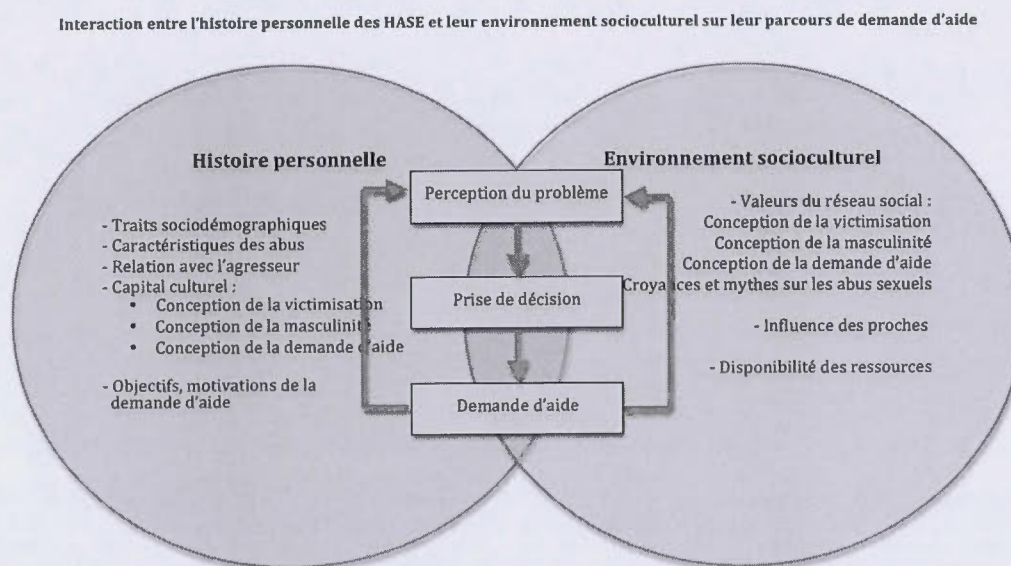 Interaction entre l'histoire personnelle des HASE et leur environnement socioculturel sur leur parcours de demande d'aide
Histoire personnelle
- Traits sociodémographiques
- Caractéristiques des abus
- Relation avec l'agresseur
- Capital culturel :
• Conception de la victimisation
• Conception de la masculinité
• Conception de la demande d'aide
- Objectifs, motivations de la
demande d'aide
Perception du problème
Prise de décision
Demande d'aide
Environnement socioculturel
- Valeurs du réseau social :
Conception de la victimisation
Conception de la masculinité
Conception de la demande d'aide
Croyances et mythes sur les abus sexuels
- Influence des proches
- Disponibilité des ressources